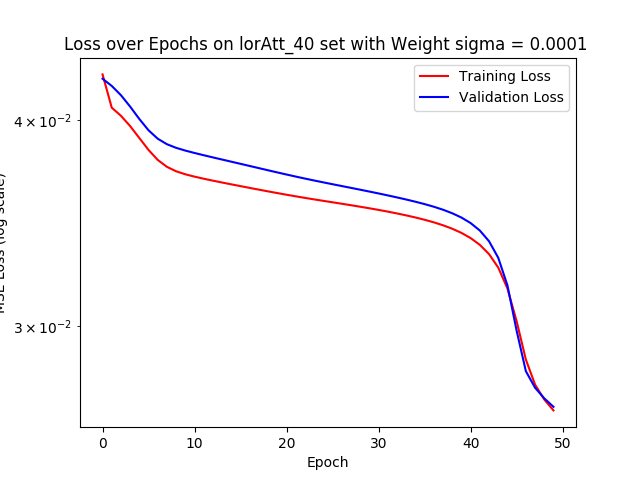 Loss over Epochs on lorAtt_40 set with Weight sigma = 0.0001
Training Loss
Validation Loss
4 × 10⁻²
3 × 10⁻²
MSE Loss (log scale)
0 10 20 30 40 50
Epoch